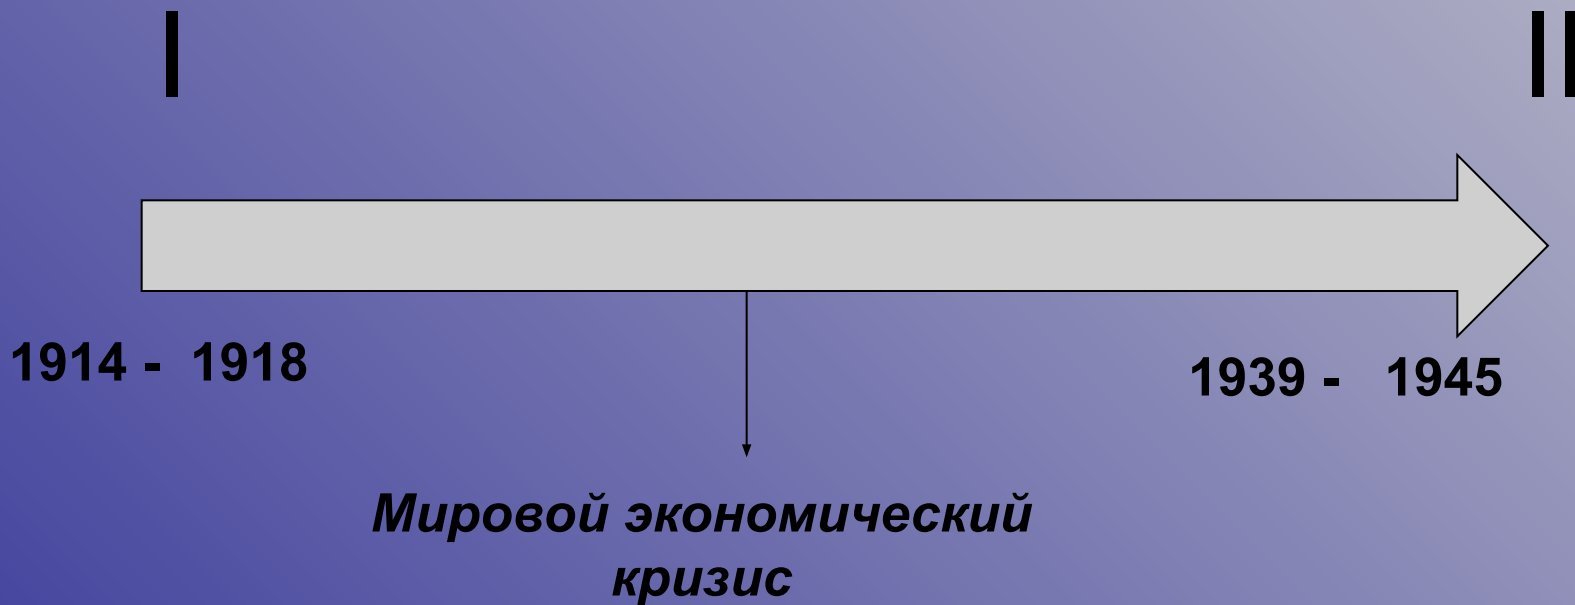 I II
1914 - 1918
1939 - 1945
Мировой экономический
кризис